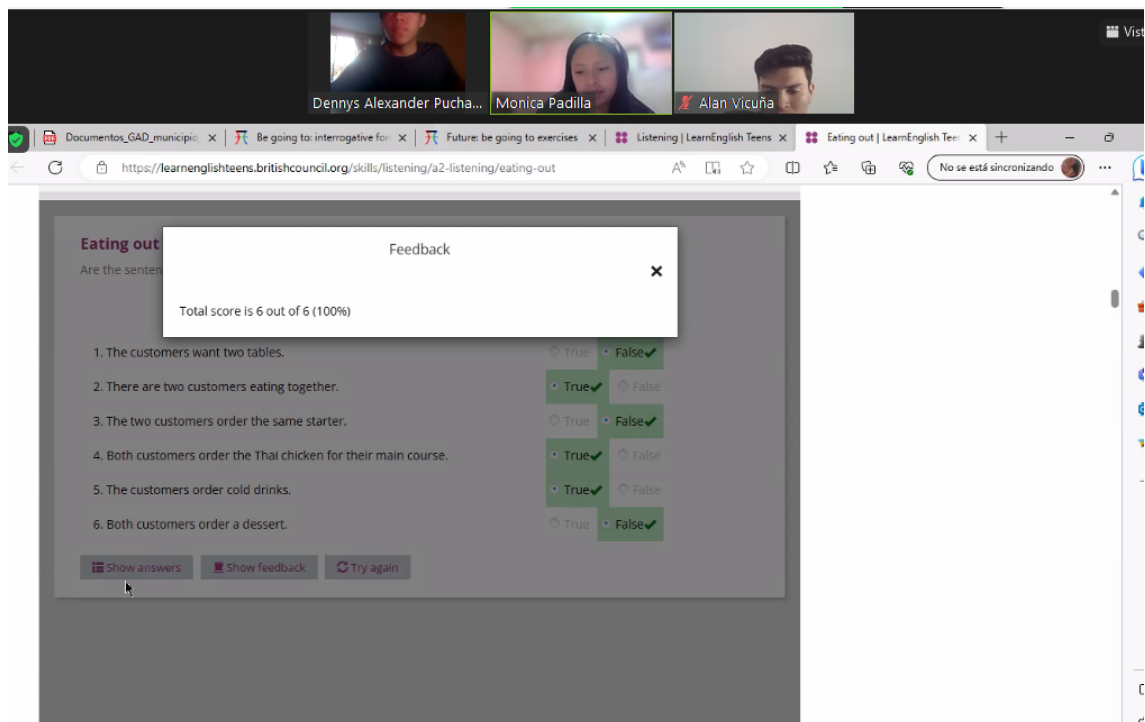 Vist
Dennys Alexander Pucha...
Monica Padilla
Alan Vicuña
Documentos_GAD_municipio_
Be going to: interrogative for
Future: be going to exercises
Listening | LearnEnglish Teens
Eating out | LearnEnglish Tee
https://learnenglishteens.britishcouncil.org/skills/listening/a2-listening/eating-out
No se está sincronizando
Eating out
Are the senten
Feedback
Total score is 6 out of 6 (100%)
1. The customers want two tables. True False
2. There are two customers eating together. True False
3. The two customers order the same starter. True False
4. Both customers order the Thai chicken for their main course. True False
5. The customers order cold drinks. True False
6. Both customers order a dessert. True False
Show answers Show feedback Try again